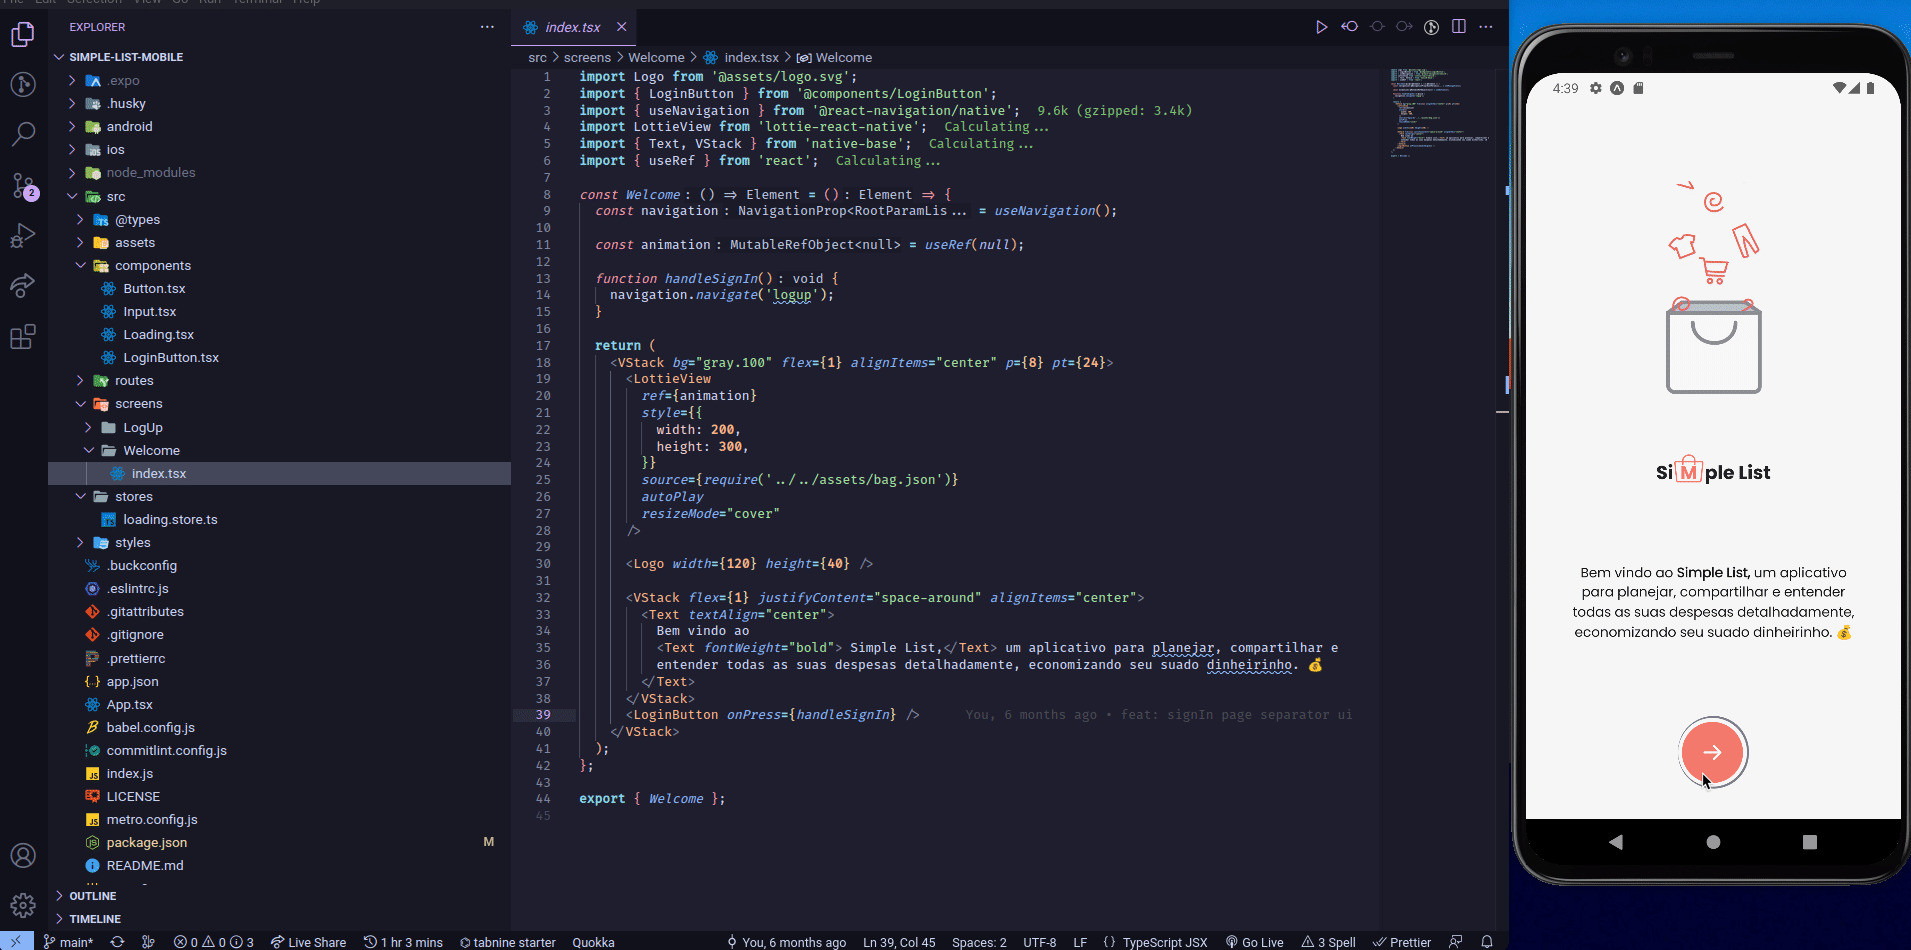 File Edit Selection View Go Run Terminal Help
EXPLORER
SIMPLE-LIST-MOBILE
.expo
.husky
android
ios
node_modules
src
@types
assets
components
Button.tsx
Input.tsx
Loading.tsx
LoginButton.tsx
routes
screens
LogUp
Welcome
index.tsx
stores
loading.store.ts
styles
.buckconfig
.eslintrc.js
.gitattributes
.gitignore
.prettierrc
app.json
App.tsx
babel.config.js
commitlint.config.js
index.js
LICENSE
metro.config.js
package.json M
README.md
OUTLINE
TIMELINE
2
index.tsx
src > screens > Welcome > index.tsx > Welcome
1 import Logo from '@assets/logo.svg';
2 import { LoginButton } from '@components/LoginButton';
3 import { useNavigation } from '@react-navigation/native'; 9.6k (gzipped: 3.4k)
4 import LottieView from 'lottie-react-native'; Calculating...
5 import { Text, VStack } from 'native-base'; Calculating...
6 import { useRef } from 'react'; Calculating...
7
8 const Welcome: () => Element = (): Element => {
9 const navigation: NavigationProp<RootParamLis... = useNavigation();
10
11 const animation: MutableRefObject<null> = useRef(null);
12
13 function handleSignIn(): void {
14 navigation.navigate('logup');
15 }
16
17 return (
18 <VStack bg="gray.100" flex={1} alignItems="center" p={8} pt={24}>
19 <LottieView
20 ref={animation}
21 style={{
22 width: 200,
23 height: 300,
24 }}
25 source={require('../../assets/bag.json')}
26 autoPlay
27 resizeMode="cover"
28 />
29
30 <Logo width={120} height={40} />
31
32 <VStack flex={1} justifyContent="space-around" alignItems="center">
33 <Text textAlign="center">
34 Bem vindo ao
35 <Text fontWeight="bold"> Simple List,</Text> um aplicativo para planejar, compartilhar e
36 entender todas as suas despesas detalhadamente, economizando seu suado dinheirinho. 💰
37 </Text>
38 </VStack>
39 <LoginButton onPress={handleSignIn} /> You, 6 months ago • feat: signIn page separator ui
40 </VStack>
41 );
42 };
43
44 export { Welcome };
45
main* 0 0 3 Live Share 1 hr 3 mins tabnine starter Quokka You, 6 months ago Ln 39, Col 45 Spaces: 2 UTF-8 LF {} TypeScript JSX Go Live 3 Spell Prettier
4:39
SiMple List
Bem vindo ao Simple List, um aplicativo
para planejar, compartilhar e entender
todas as suas despesas detalhadamente,
economizando seu suado dinheirinho. 💰